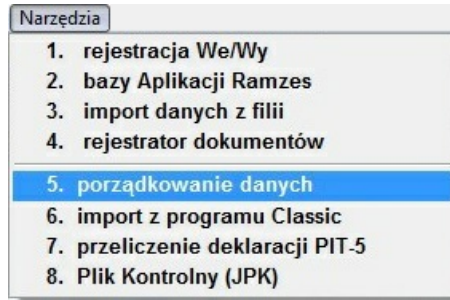 Narzędzia
1. rejestracja We/Wy
2. bazy Aplikacji Ramzes
3. import danych z filii
4. rejestrator dokumentów
5. porządkowanie danych
6. import z programu Classic
7. przeliczenie deklaracji PIT-5
8. Plik Kontrolny (JPK)